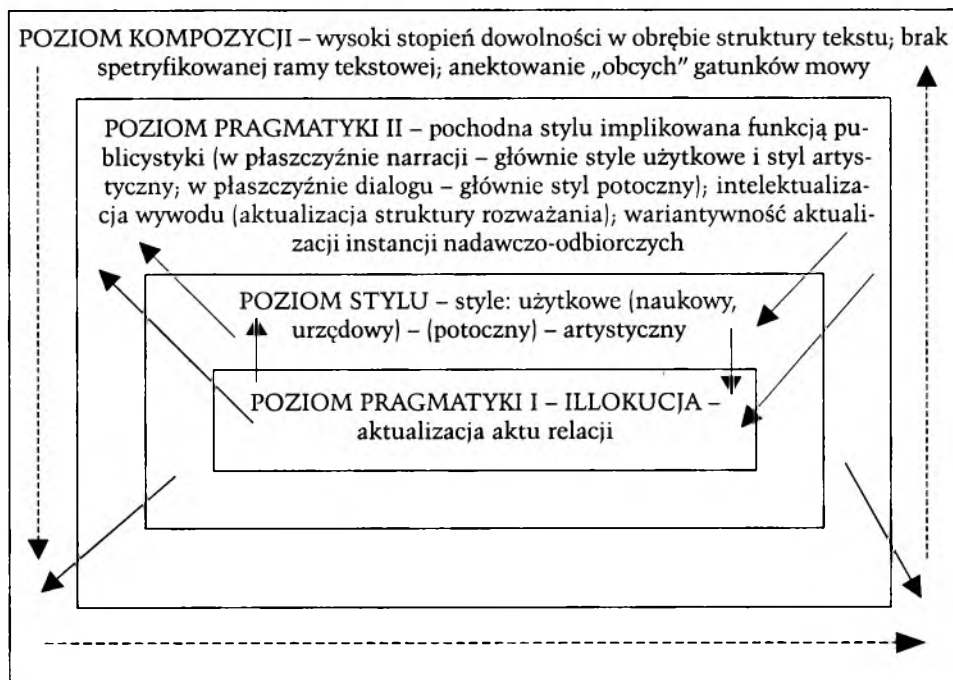 POZIOM KOMPOZYCJI – wysoki stopień dowolności w obrębie struktury tekstu; brak
spetryfikowanej ramy tekstowej; anektowanie „obcych” gatunków mowy
POZIOM PRAGMATYKI II – pochodna stylu implikowana funkcją pu-
blicystyki (w płaszczyźnie narracji – głównie style użytkowe i styl artys-
tyczny; w płaszczyźnie dialogu – głównie styl potoczny); intelektualiza-
cja wywodu (aktualizacja struktury rozważania); wariantywność aktuali-
zacji instancji nadawczo-odbiorczych
POZIOM STYLU – style: użytkowe (naukowy,
urzędowy) – (potoczny) – artystyczny
POZIOM PRAGMATYKI I – ILLOKUCJA –
aktualizacja aktu relacji